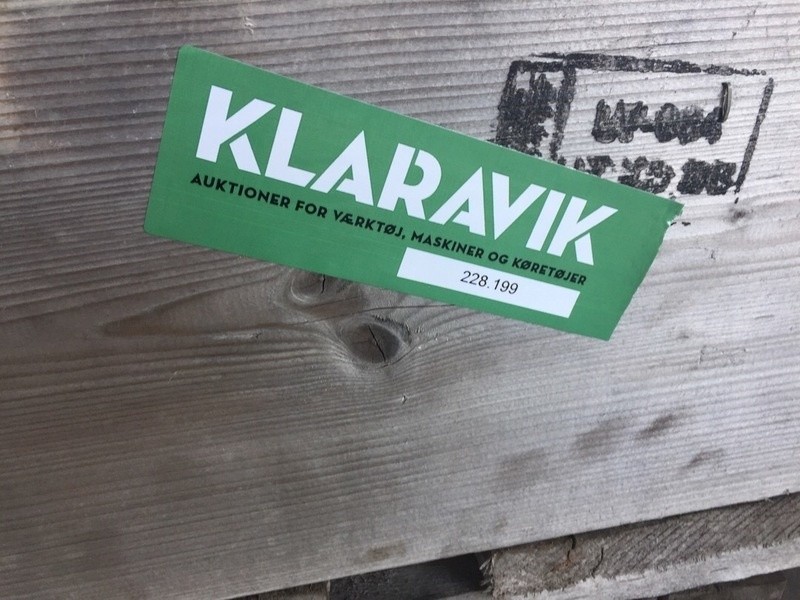 KLARAVIK
AUKTIONER FOR VÆRKTØJ, MASKINER OG KØRETØJER
228.199